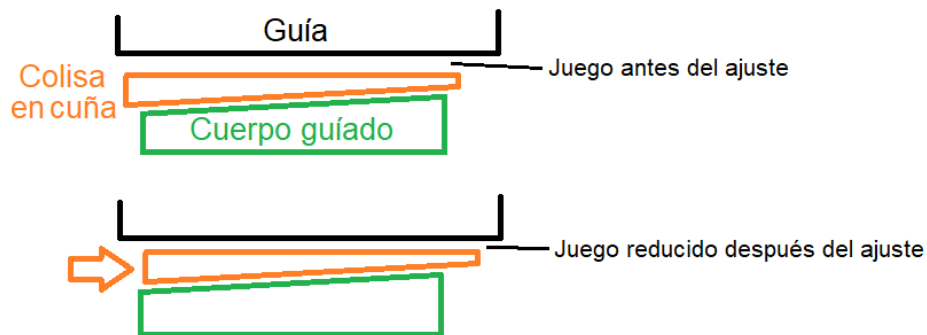 Guía
Juego antes del ajuste
Colisa
en cuña
Cuerpo guíado
Juego reducido después del ajuste